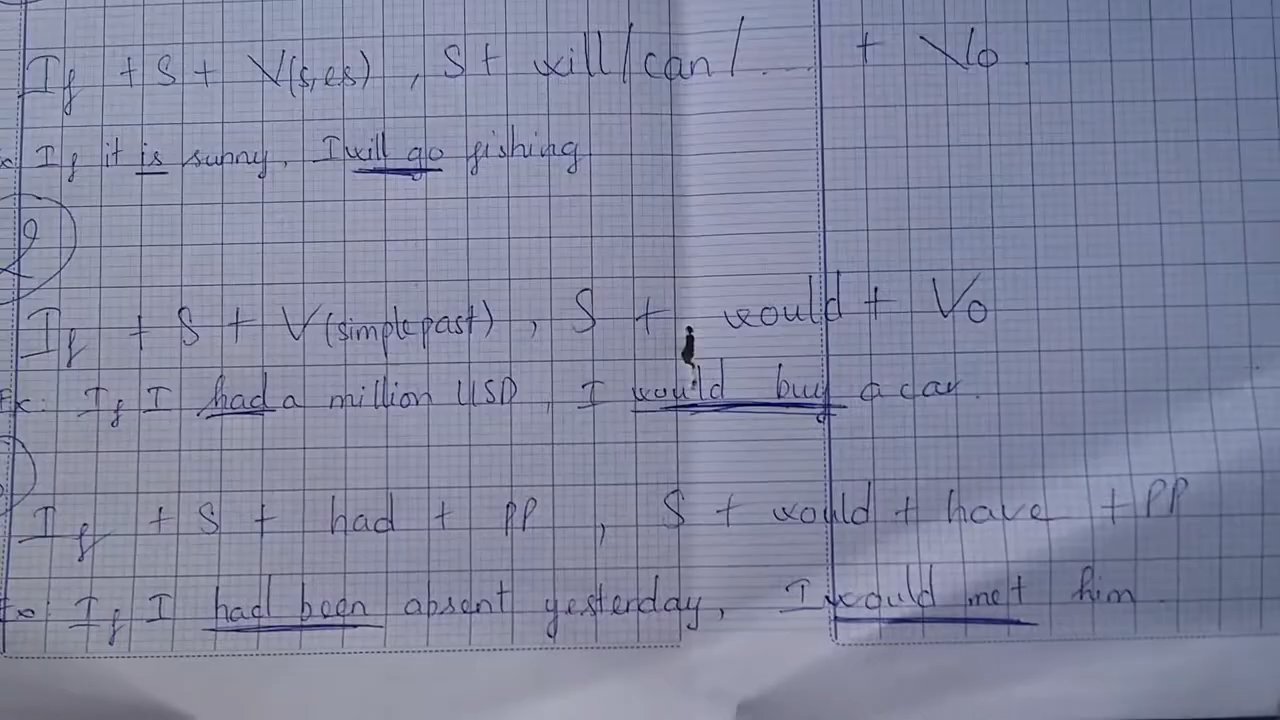 If + S + V(s,es) , S + will/can/..... + Vo
If it is sunny, I will go fishing
2
If + S + V(simple past) , S + would + Vo
Ex: If I had a million USD, I would buy a car.
If + S + had + PP , S + would + have + PP
Ex: If I had been absent yesterday, I would met him.